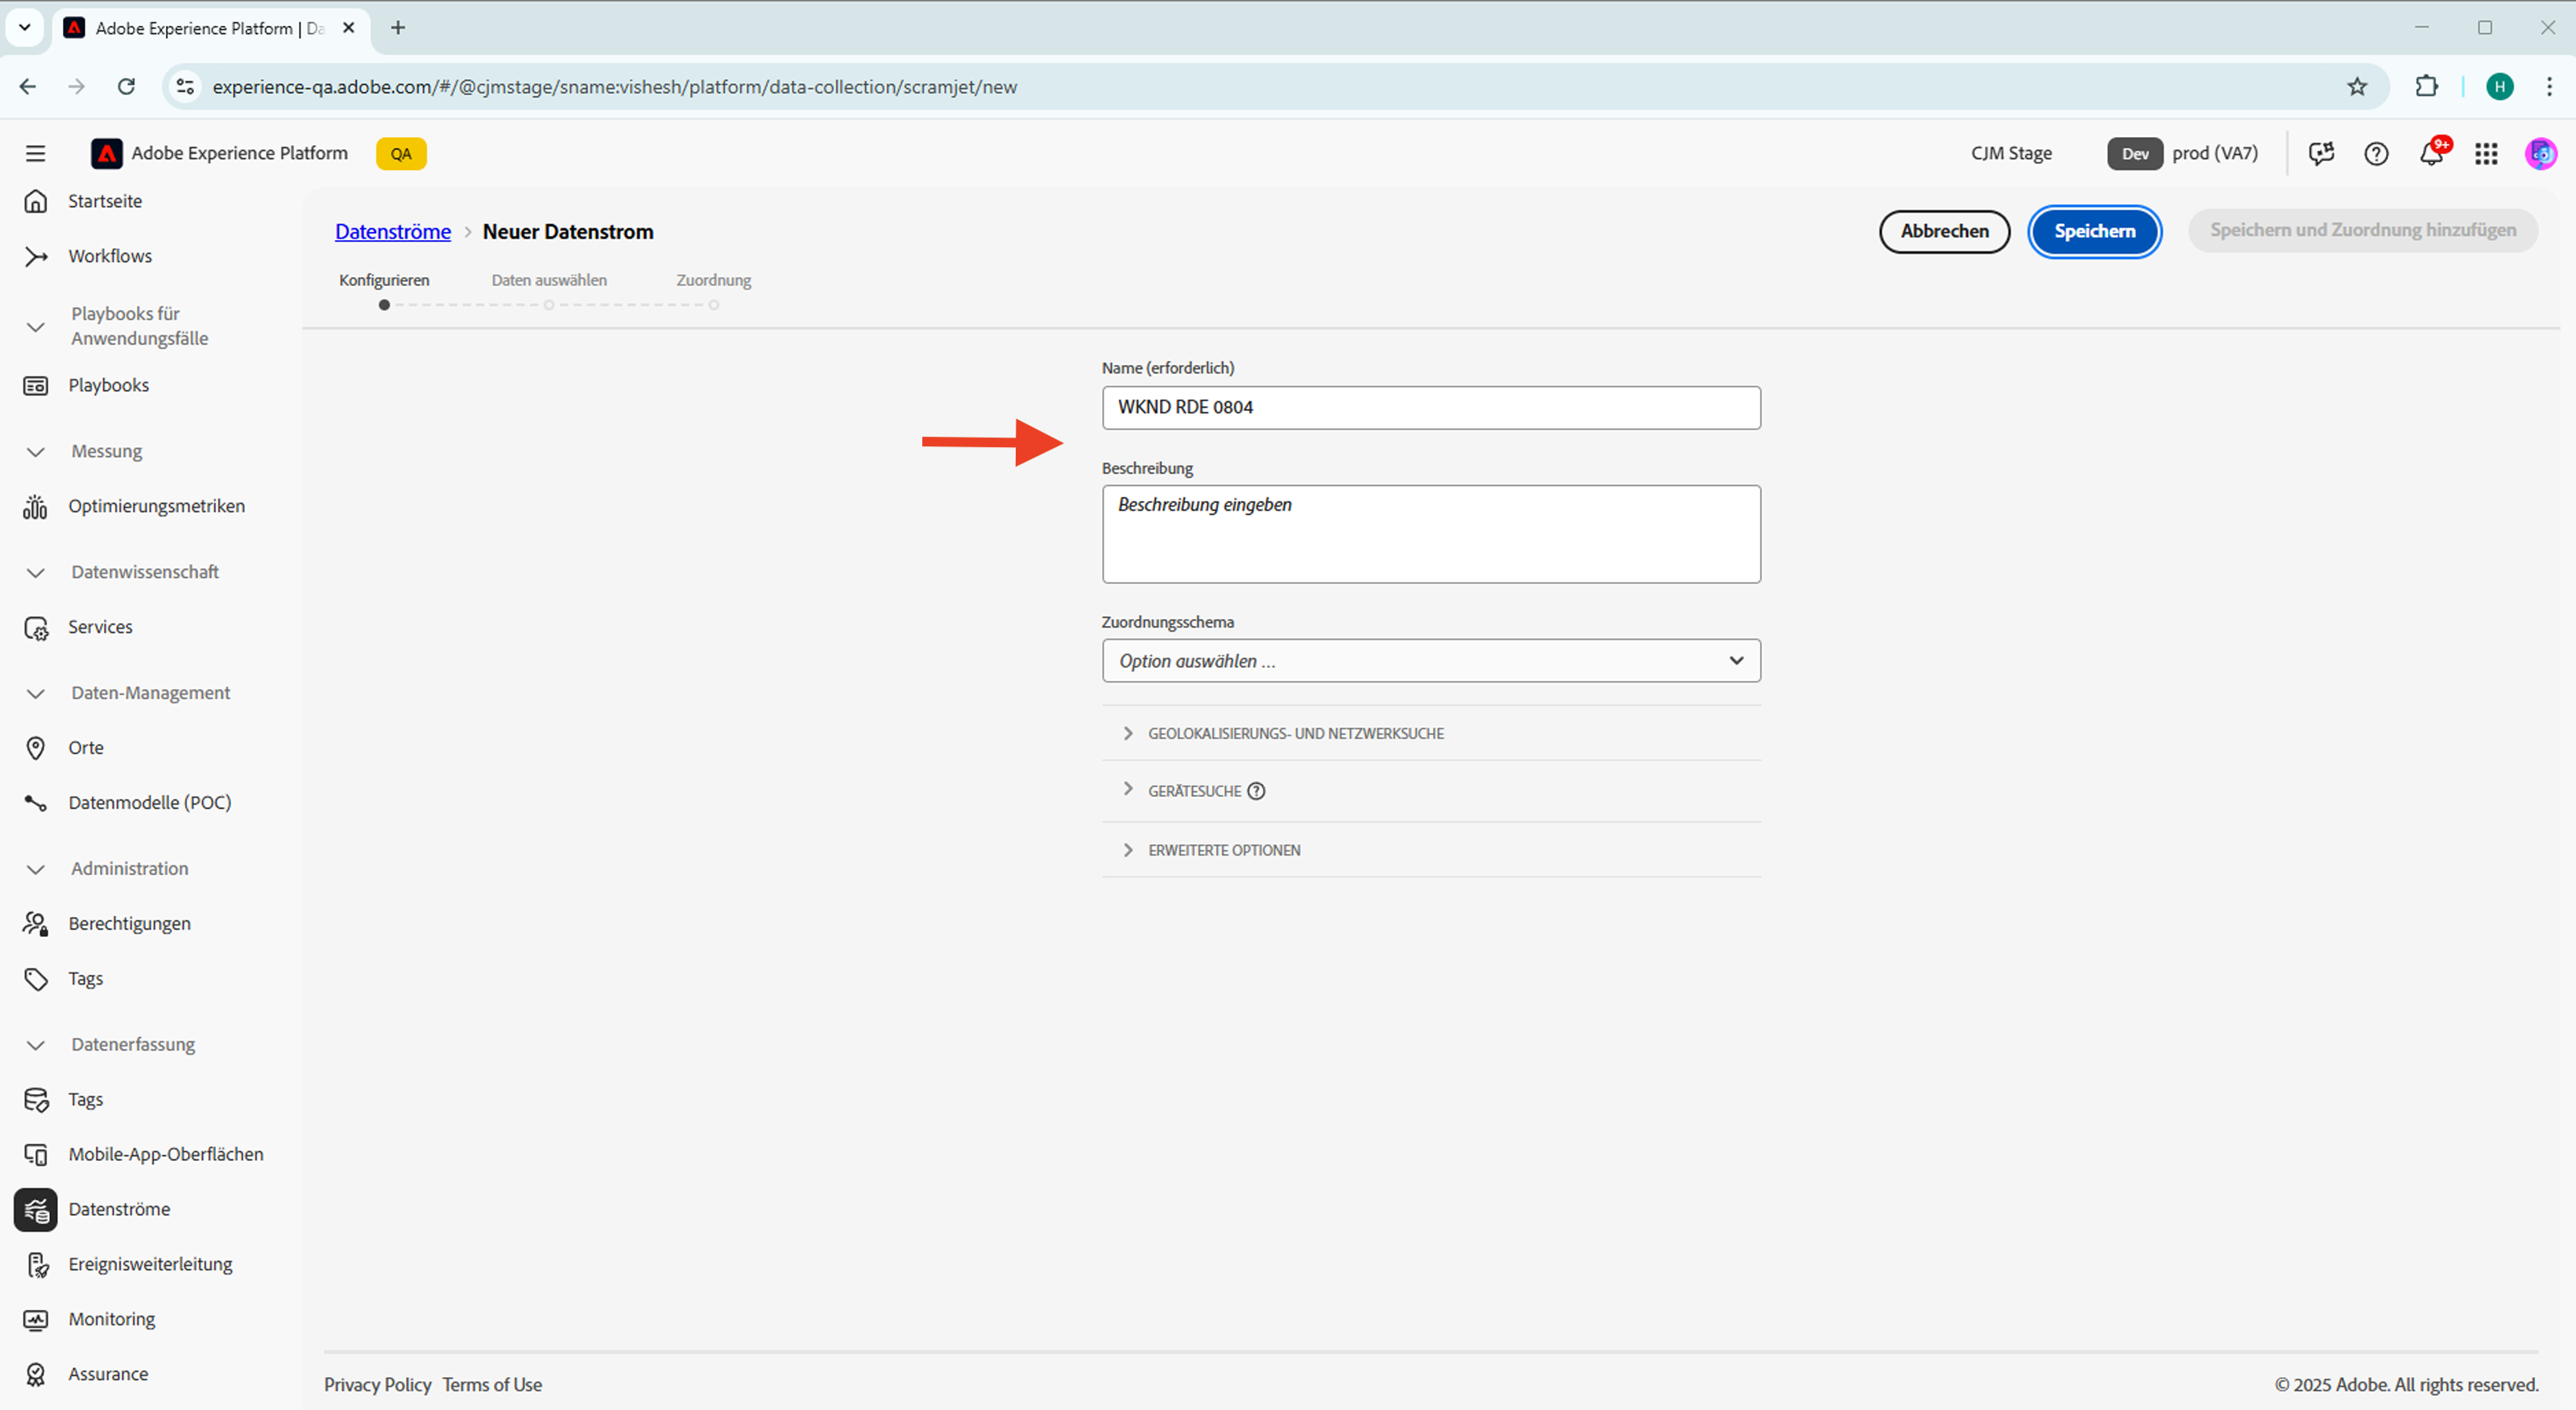 Adobe Experience Platform | Da
experience-qa.adobe.com/#/@cjmstage/sname:vishesh/platform/data-collection/scramjet/new
H
Adobe Experience Platform
QA
CJM Stage
Dev
prod (VA7)
9+
Startseite
Workflows
Playbooks für
Anwendungsfälle
Playbooks
Messung
Optimierungsmetriken
Datenwissenschaft
Services
Daten-Management
Orte
Datenmodelle (POC)
Administration
Berechtigungen
Tags
Datenerfassung
Tags
Mobile-App-Oberflächen
Datenströme
Ereignisweiterleitung
Monitoring
Assurance
Datenströme
Neuer Datenstrom
Abbrechen
Speichern
Speichern und Zuordnung hinzufügen
Konfigurieren
Daten auswählen
Zuordnung
Name (erforderlich)
WKND RDE 0804
Beschreibung
Beschreibung eingeben
Zuordnungsschema
Option auswählen ...
GEOLOKALISIERUNGS- UND NETZWERKSUCHE
GERÄTESUCHE
ERWEITERTE OPTIONEN
Privacy Policy
Terms of Use
© 2025 Adobe. All rights reserved.